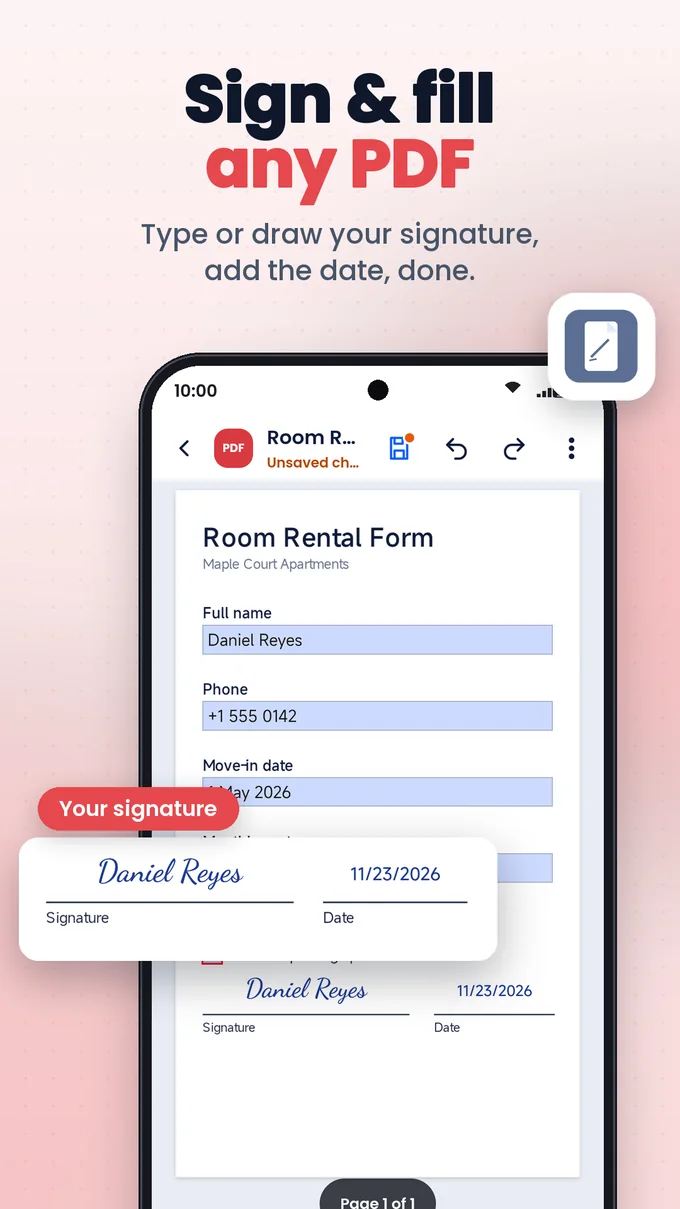 Sign & fill
any PDF
Type or draw your signature,
add the date, done.
10:00
PDF
Room R...
Unsaved ch...
Room Rental Form
Maple Court Apartments
Full name
Daniel Reyes
Phone
+1 555 0142
Move-in date
May 2026
Your signature
Daniel Reyes
11/23/2026
Signature
Date
Daniel Reyes
11/23/2026
Signature
Date
Page 1 of 1